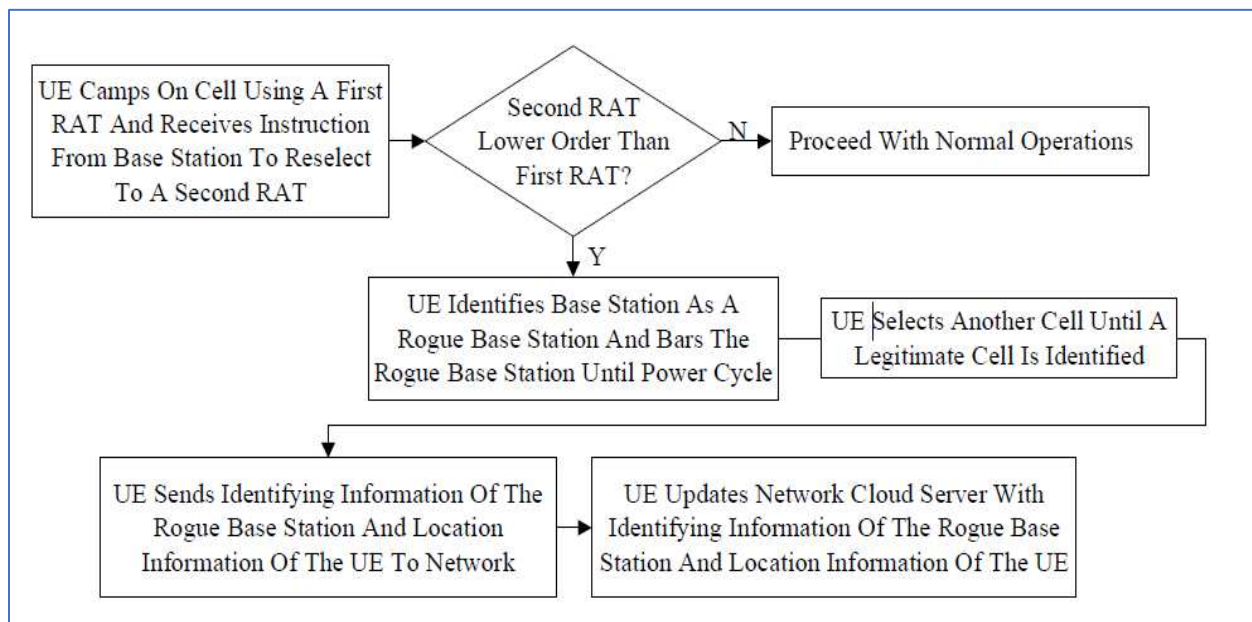 UE Camps On Cell Using A First
RAT And Receives Instruction
From Base Station To Reselect
To A Second RAT
Second RAT
Lower Order Than
First RAT?
N
Proceed With Normal Operations
Y
UE Identifies Base Station As A
Rogue Base Station And Bars The
Rogue Base Station Until Power Cycle
UE Selects Another Cell Until A
Legitimate Cell Is Identified
UE Sends Identifying Information Of The
Rogue Base Station And Location
Information Of The UE To Network
UE Updates Network Cloud Server With
Identifying Information Of The Rogue Base
Station And Location Information Of The UE